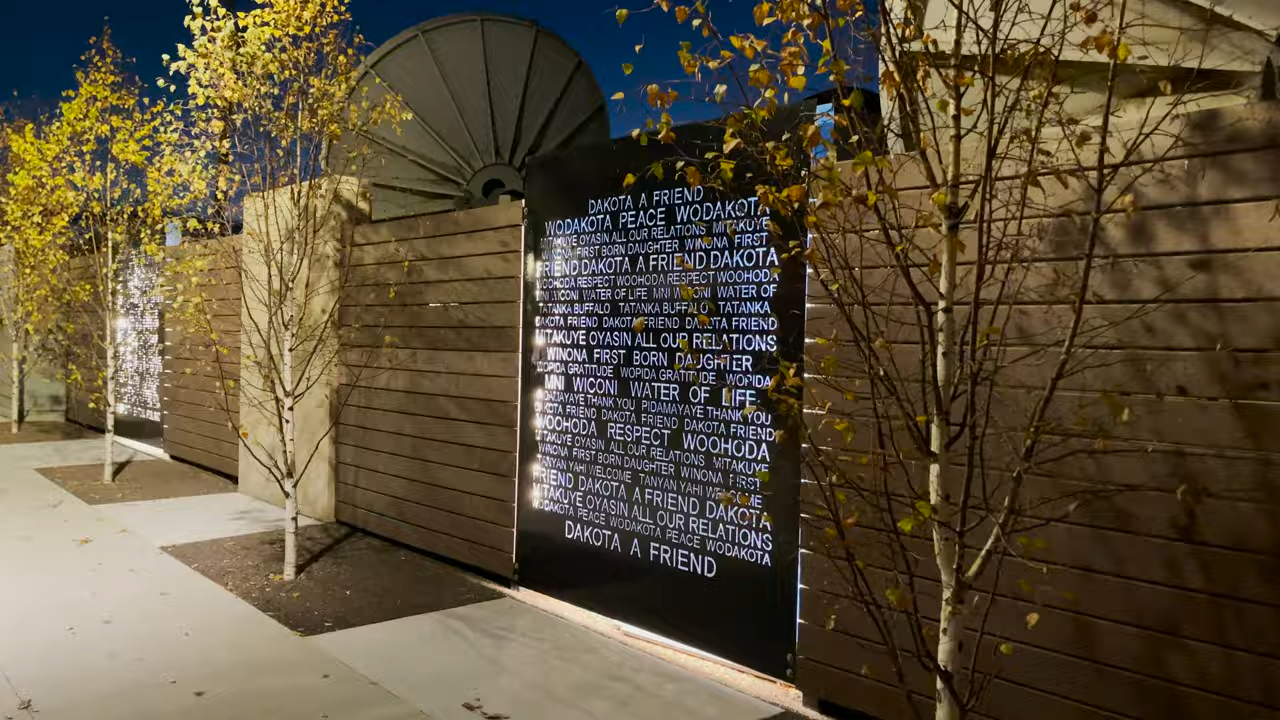 DAKOTA A FRIEND
WODAKOTA PEACE WODAKOTA
MITAKUYE OYASIN ALL OUR RELATIONS MITAKUYE
WINONA FIRST BORN DAUGHTER WINONA FIRST
FRIEND DAKOTA A FRIEND DAKOTA
WOOHODA RESPECT WOOHODA RESPECT WOOHODA
MNI WICONI WATER OF LIFE MNI WICONI WATER OF
TATANKA BUFFALO TATANKA BUFFALO TATANKA
DAKOTA FRIEND DAKOTA FRIEND DAKOTA FRIEND
MITAKUYE OYASIN ALL OUR RELATIONS
WINONA FIRST BORN DAUGHTER
WOPIDA GRATITUDE WOPIDA GRATITUDE WOPIDA
MNI WICONI WATER OF LIFE
PIDAMAYAYE THANK YOU PIDAMAYAYE THANK YOU
DAKOTA FRIEND DAKOTA FRIEND DAKOTA FRIEND
WOOHODA RESPECT WOOHODA
MITAKUYE OYASIN ALL OUR RELATIONS MITAKUYE
WINONA FIRST BORN DAUGHTER WINONA FIRST
TANYAN YAHI WELCOME TANYAN YAHI WELCOME
FRIEND DAKOTA A FRIEND DAKOTA
MITAKUYE OYASIN ALL OUR RELATIONS
WODAKOTA PEACE WODAKOTA PEACE WODAKOTA
DAKOTA A FRIEND